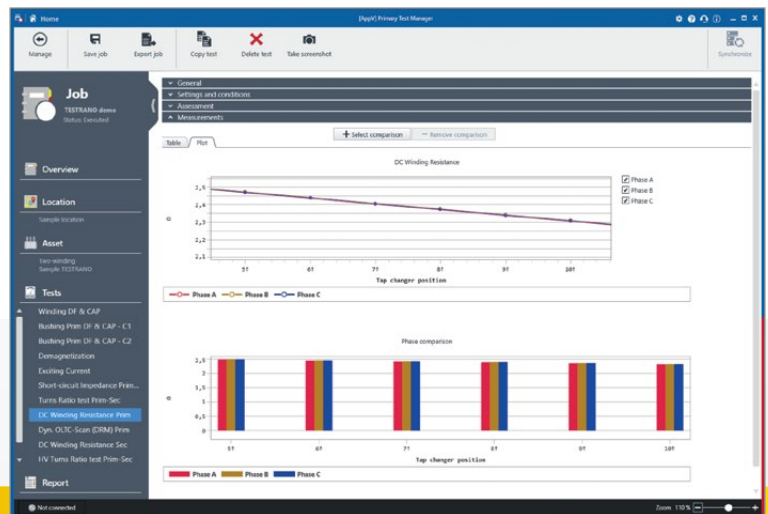 Home
[AppV] Primary Test Manager
Manage
Save job
Export job
Copy test
Delete test
Take screenshot
Synchronize
Job
TESTRANO demo
Status: Executed
Overview
Location
Sample location
Asset
Two-winding
Sample TESTRANO
Tests
Winding DF & CAP
Bushing Prim DF & CAP - C1
Bushing Prim DF & CAP - C2
Demagnetization
Exciting Current
Short-circuit Impedance Prim...
Turns Ratio test Prim-Sec
DC Winding Resistance Prim
Dyn. OLTC-Scan (DRM) Prim
DC Winding Resistance Sec
HV Turns Ratio test Prim-Sec
Report
General
Settings and conditions
Assessment
Measurements
Select comparison
Remove comparison
Table
Plot
DC Winding Resistance
2,5
2,4
2,3
2,2
2,1
Ω
Phase A
Phase B
Phase C
5↑ 6↑ 7↑ 8↑ 9↑ 10↑
Tap changer position
Phase A Phase B Phase C
Phase comparison
2,5
2
1,5
1
0,5
0
Ω
5↑ 6↑ 7↑ 8↑ 9↑ 10↑
Tap changer position
Phase A Phase B Phase C
Not connected
Zoom 110 %